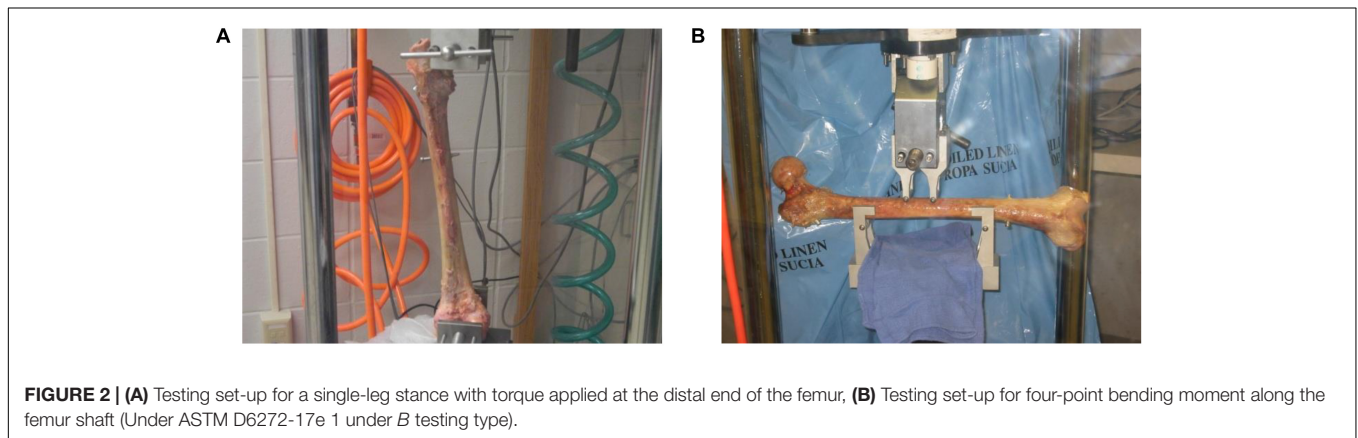 A
B
OILED LINEN
ROPA SUCIA
LINEN
SUCIA
FIGURE 2 | (A) Testing set-up for a single-leg stance with torque applied at the distal end of the femur, (B) Testing set-up for four-point bending moment along the
femur shaft (Under ASTM D6272-17e 1 under B testing type).